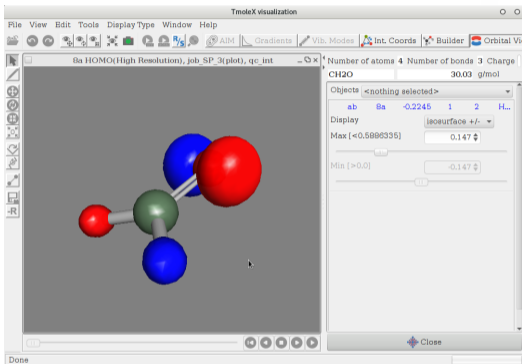 TmoleX visualization
File View Edit Tools Display Type Window Help
AIM Gradients Vib. Modes Int. Coords Builder Orbital Vi
8a HOMO(High Resolution), job_SP_3(plot), qc_int
Number of atoms 4 Number of bonds 3 Charge
CH2O 30.03 g/mol
Objects <nothing selected>
ab 8a -0.2245 1 2 H...
Display isosurface +/-
Max [<0.5886335] 0.147
Min [>0.0] -0.147
-R
Close
Done